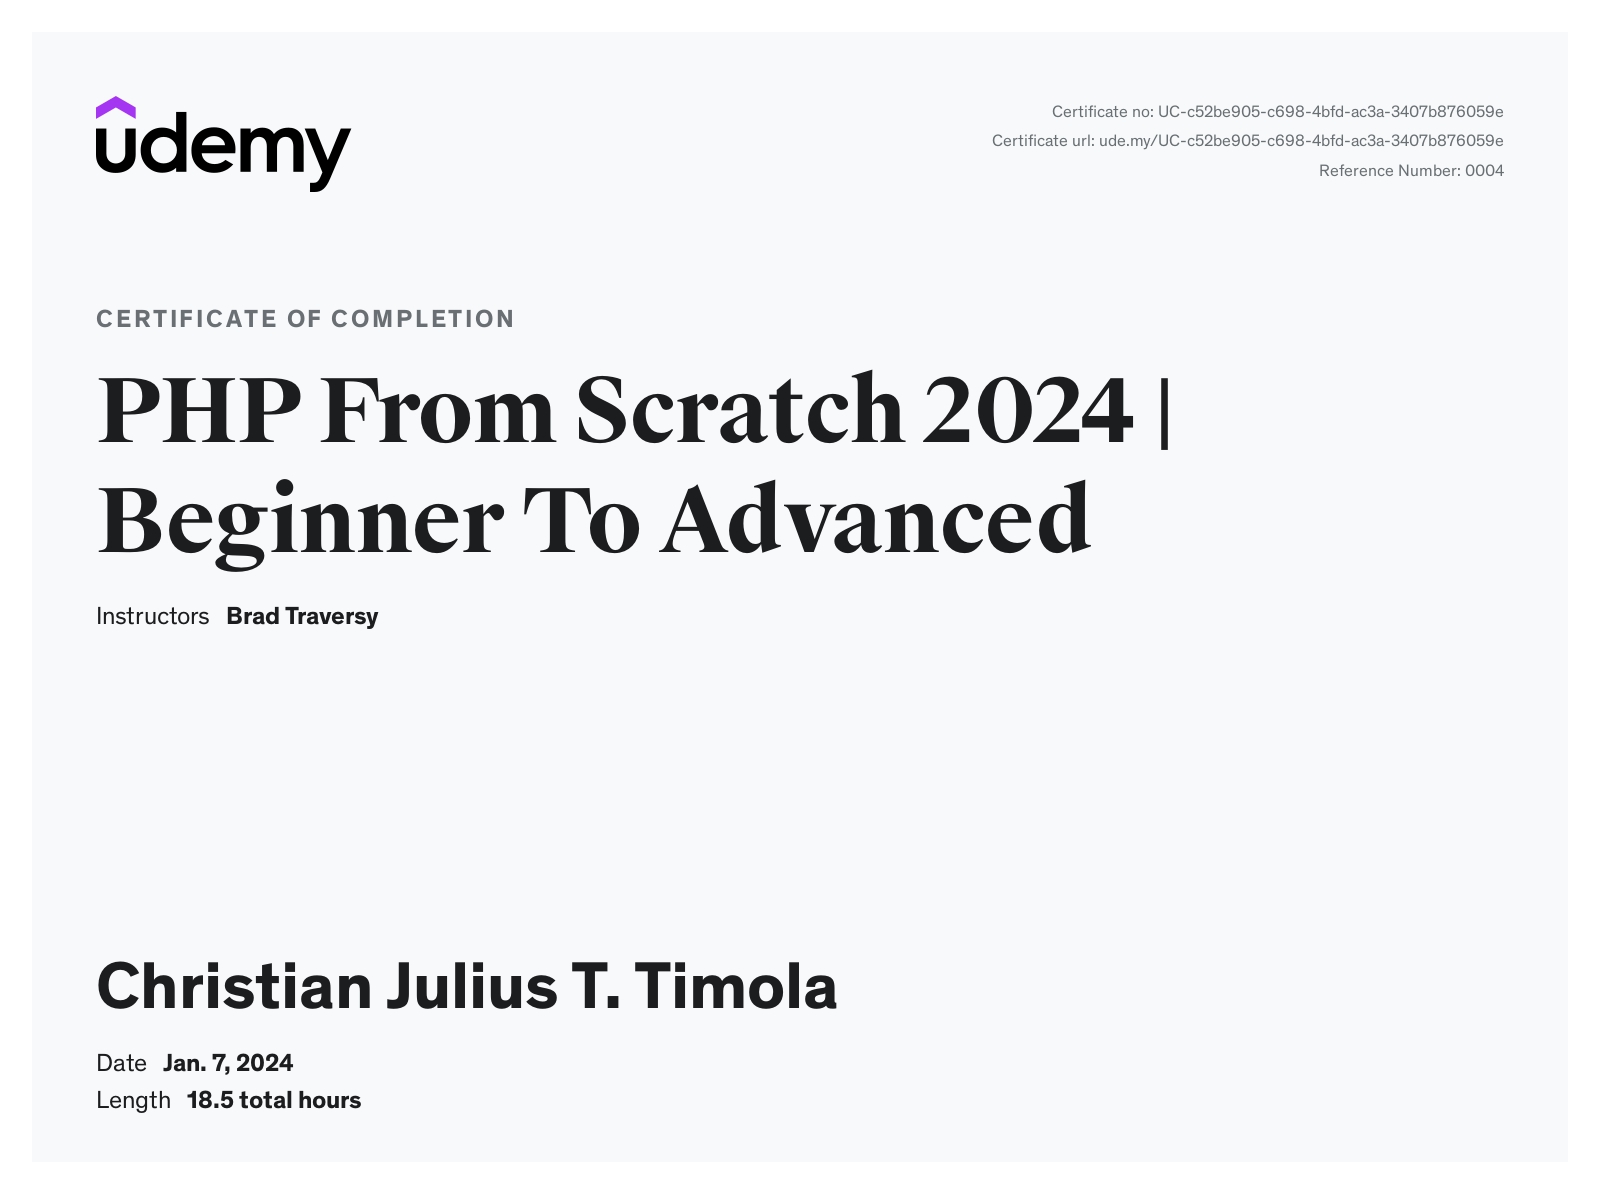 udemy
Certificate no: UC-c52be905-c698-4bfd-ac3a-3407b876059e
Certificate url: ude.my/UC-c52be905-c698-4bfd-ac3a-3407b876059e
Reference Number: 0004
CERTIFICATE OF COMPLETION
PHP From Scratch 2024 |
Beginner To Advanced
Instructors Brad Traversy
Christian Julius T. Timola
Date Jan. 7, 2024
Length 18.5 total hours